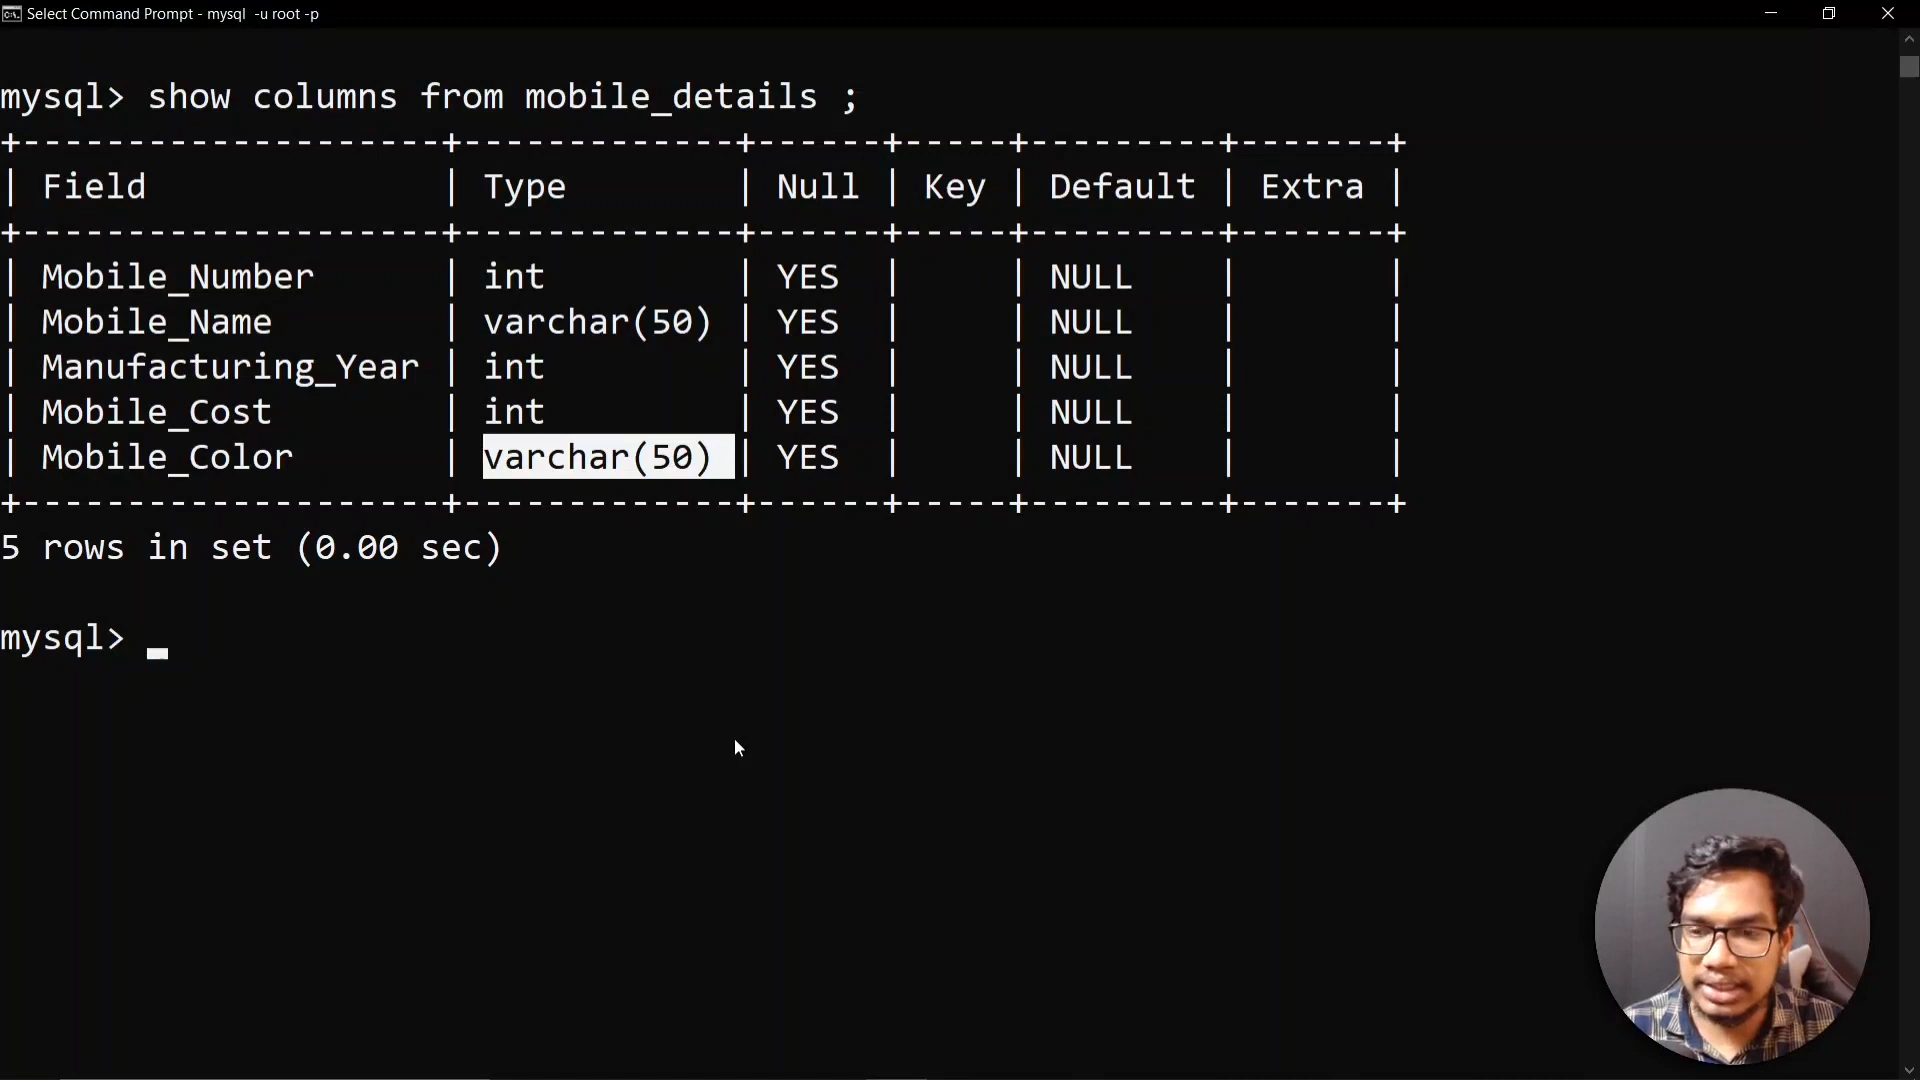 Select Command Prompt - mysql  -u root -p
mysql> show columns from mobile_details ;
+--------------------+-------------+------+-----+---------+-------+
| Field              | Type        | Null | Key | Default | Extra |
+--------------------+-------------+------+-----+---------+-------+
| Mobile_Number      | int         | YES  |     | NULL    |       |
| Mobile_Name        | varchar(50) | YES  |     | NULL    |       |
| Manufacturing_Year | int         | YES  |     | NULL    |       |
| Mobile_Cost        | int         | YES  |     | NULL    |       |
| Mobile_Color       | varchar(50) | YES  |     | NULL    |       |
+--------------------+-------------+------+-----+---------+-------+
5 rows in set (0.00 sec)
mysql>